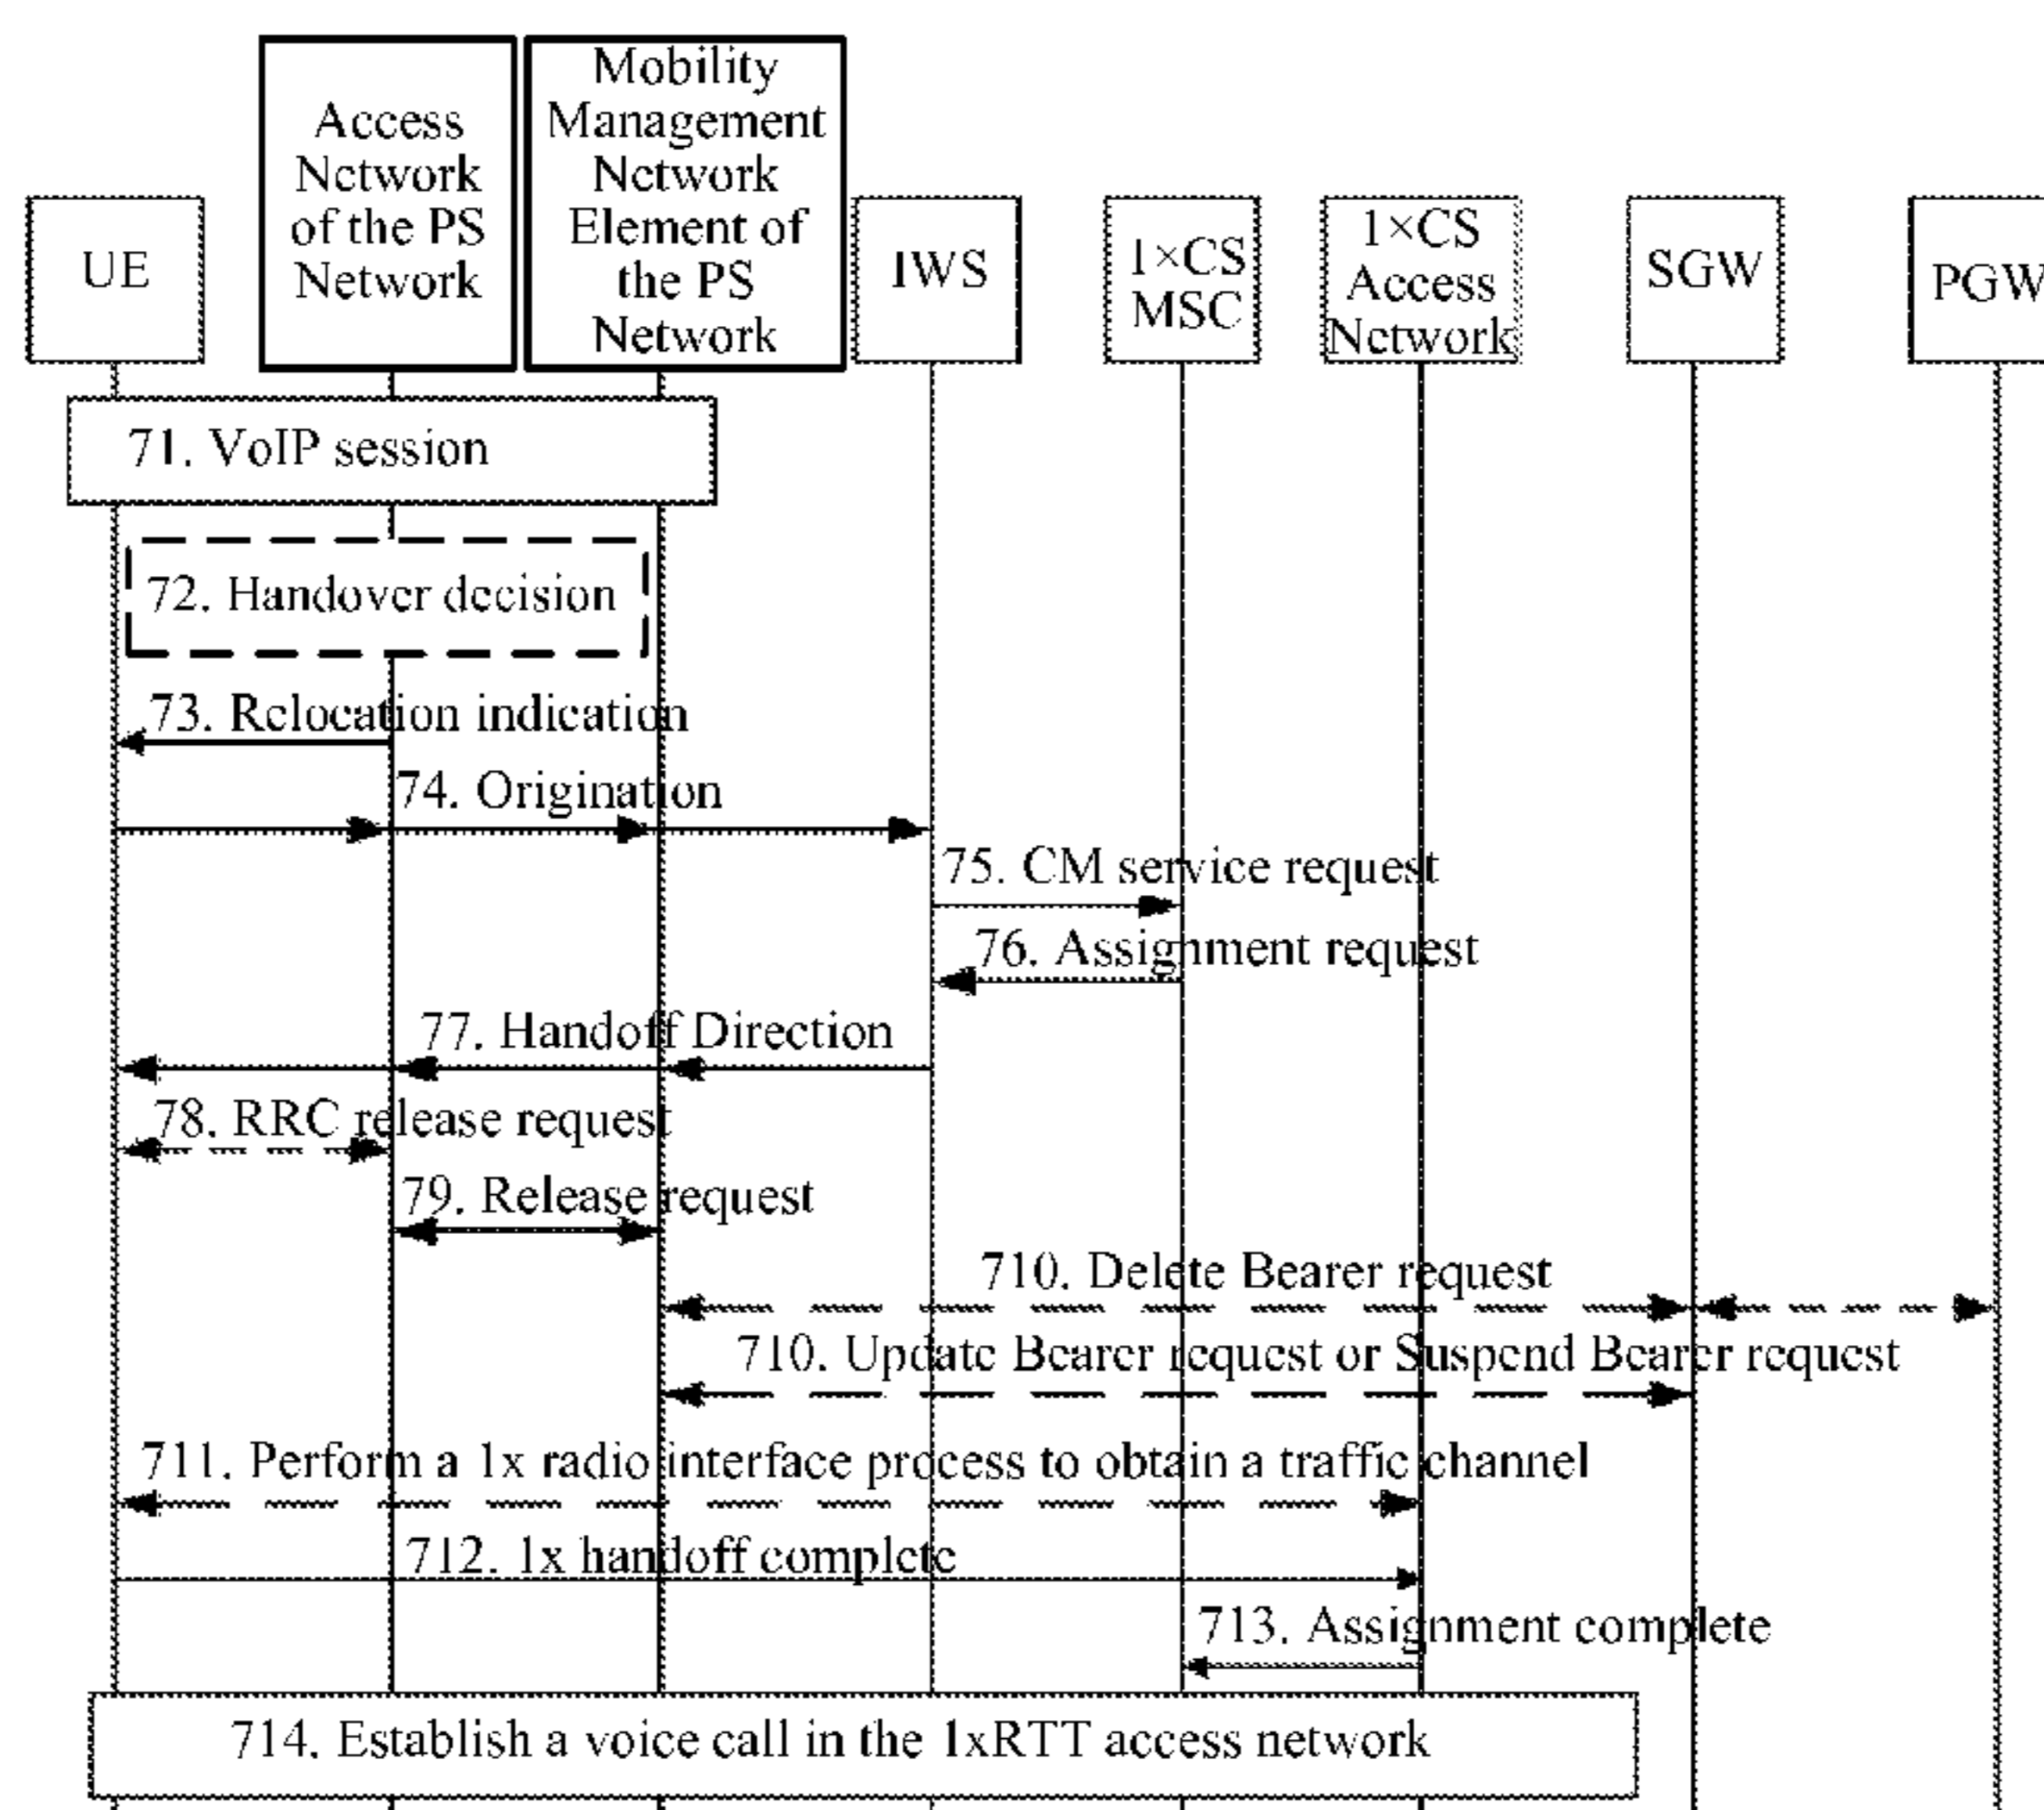 UE
Access
Network
of the PS
Network
Mobility
Management
Network
Element of
the PS
Network
IWS
1×CS
MSC
1×CS
Access
Network
SGW
PGW
71. VoIP session
72. Handover decision
73. Relocation indication
74. Origination
75. CM service request
76. Assignment request
77. Handoff Direction
78. RRC release request
79. Release request
710. Delete Bearer request
710. Update Bearer request or Suspend Bearer request
711. Perform a 1x radio interface process to obtain a traffic channel
712. 1x handoff complete
713. Assignment complete
714. Establish a voice call in the 1xRTT access network